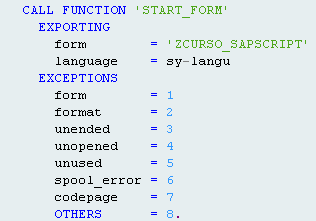 CALL FUNCTION 'START_FORM'
EXPORTING
form = 'ZCURSO_SAPSCRIPT'
language = sy-langu
EXCEPTIONS
form = 1
format = 2
unended = 3
unopened = 4
unused = 5
spool_error = 6
codepage = 7
OTHERS = 8.